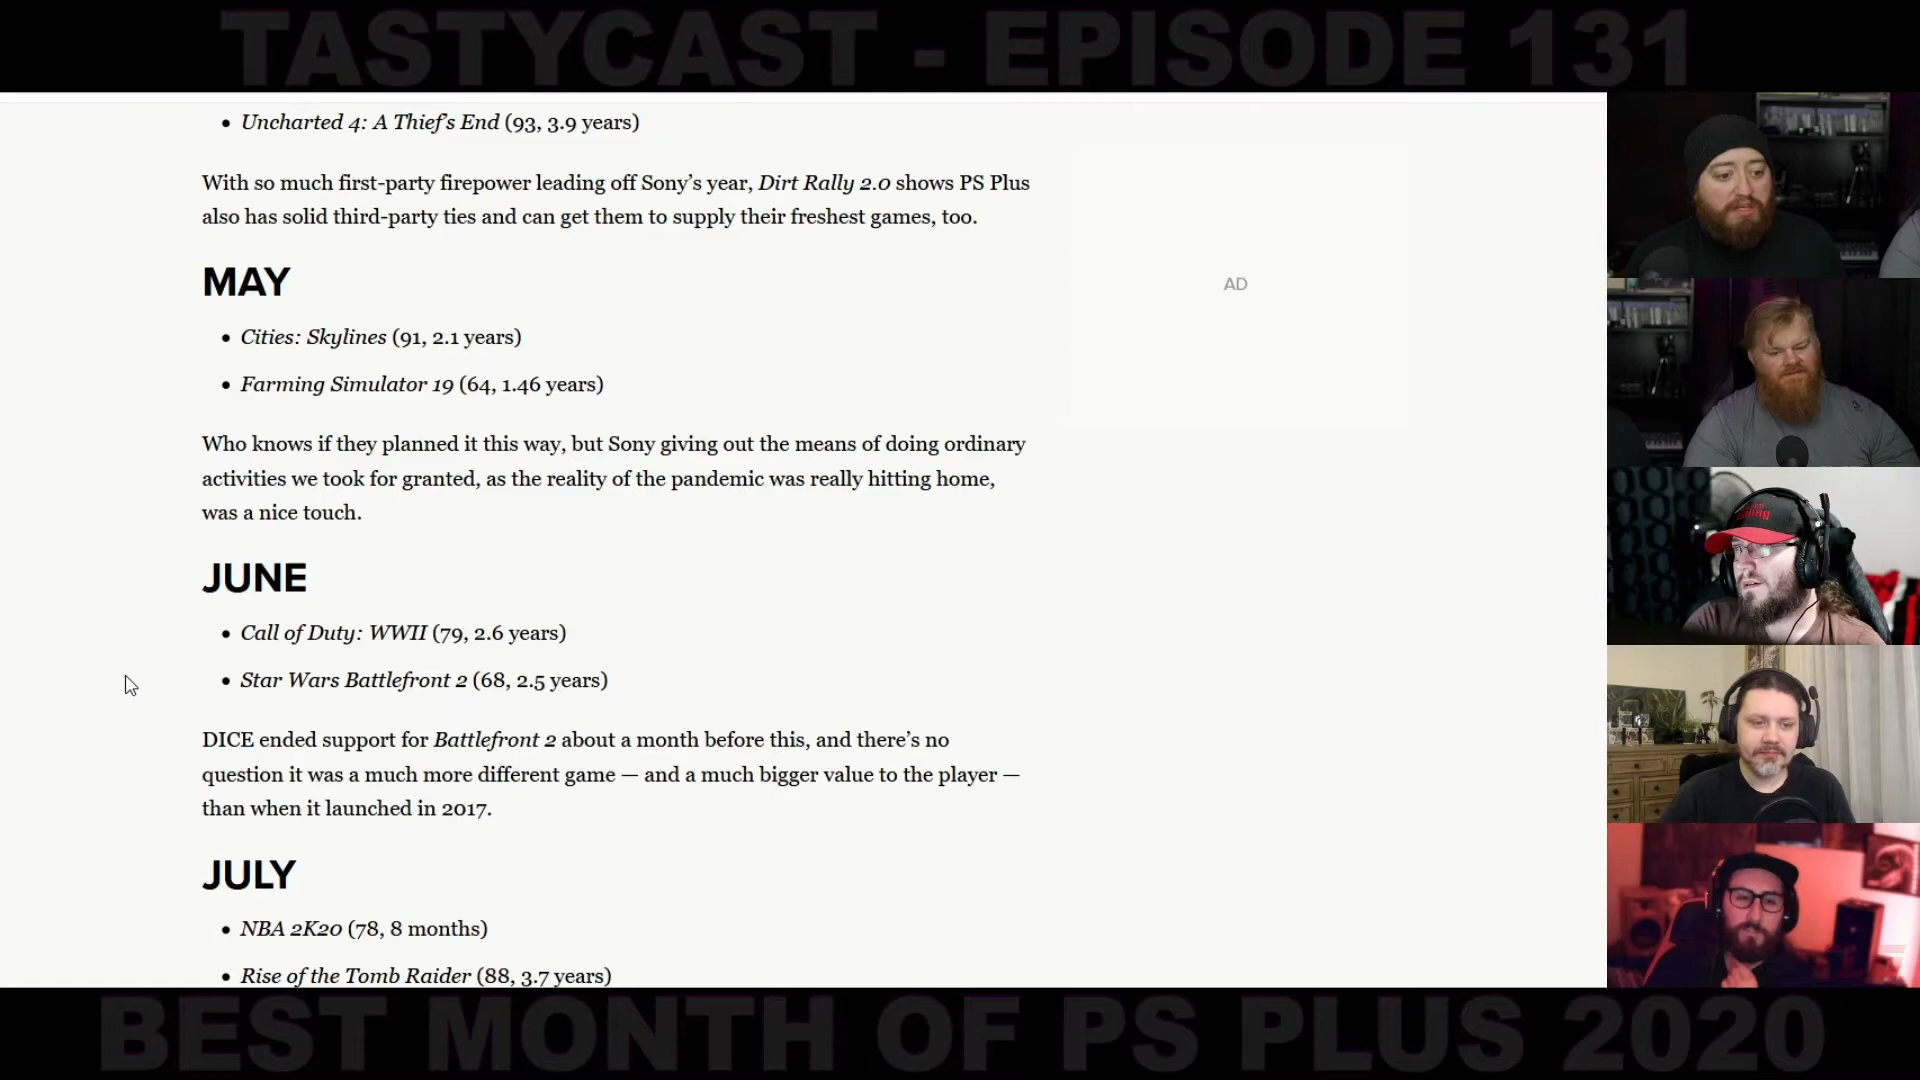 TASTYCAST - EPISODE 131
• Uncharted 4: A Thief's End (93, 3.9 years)
With so much first-party firepower leading off Sony's year, Dirt Rally 2.0 shows PS Plus
also has solid third-party ties and can get them to supply their freshest games, too.
AD
MAY
• Cities: Skylines (91, 2.1 years)
• Farming Simulator 19 (64, 1.46 years)
Who knows if they planned it this way, but Sony giving out the means of doing ordinary
activities we took for granted, as the reality of the pandemic was really hitting home,
was a nice touch.
JUNE
• Call of Duty: WWII (79, 2.6 years)
• Star Wars Battlefront 2 (68, 2.5 years)
DICE ended support for Battlefront 2 about a month before this, and there's no
question it was a much more different game — and a much bigger value to the player —
than when it launched in 2017.
JULY
• NBA 2K20 (78, 8 months)
• Rise of the Tomb Raider (88, 3.7 years)
BEST MONTH OF PS PLUS 2020